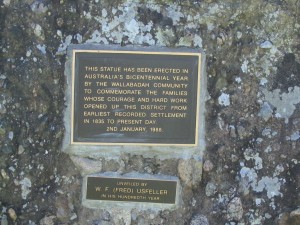 THIS STATUE HAS BEEN ERECTED IN
AUSTRALIA'S BICENTENNIAL YEAR
BY THE WALLABADAH COMMUNITY
TO COMMEMORATE THE FAMILIES
WHOSE COURAGE AND HARD WORK
OPENED UP THIS DISTRICT FROM
EARLIEST RECORDED SETTLEMENT
IN 1835 TO PRESENT DAY.
2ND JANUARY, 1988.
UNVEILED BY
W. F. (FRED) USFELLER
IN HIS HUNDREDTH YEAR